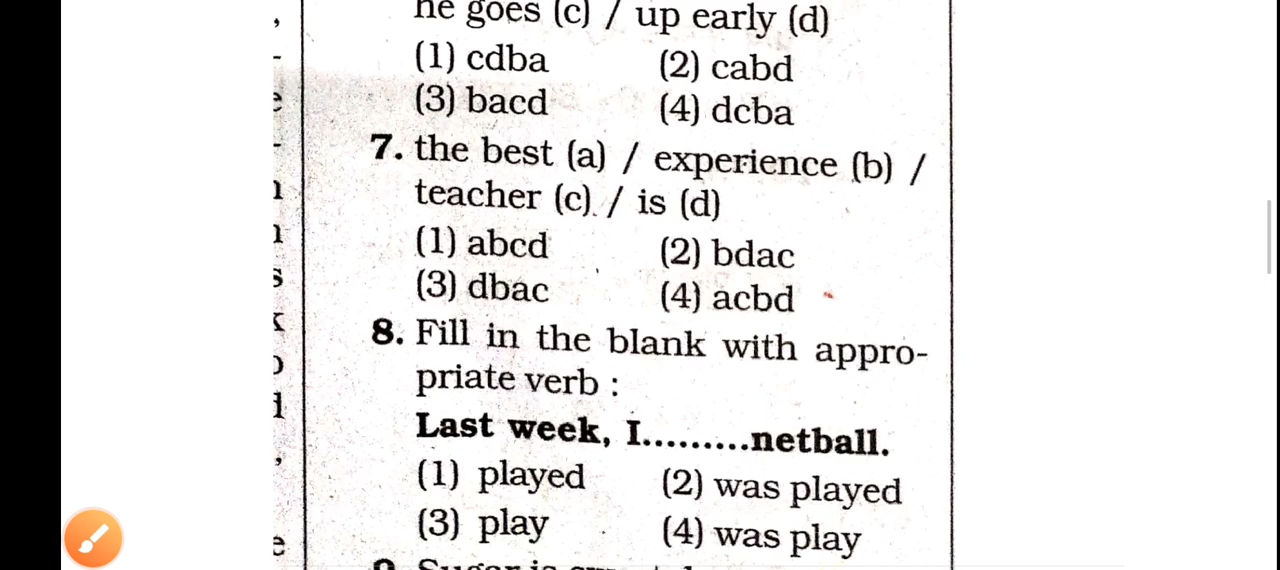 he goes (c) / up early (d)
(1) cdba (2) cabd
(3) bacd (4) dcba
7. the best (a) / experience (b) /
teacher (c) / is (d)
(1) abcd (2) bdac
(3) dbac (4) acbd
8. Fill in the blank with appro-
priate verb :
Last week, I.........netball.
(1) played (2) was played
(3) play (4) was play